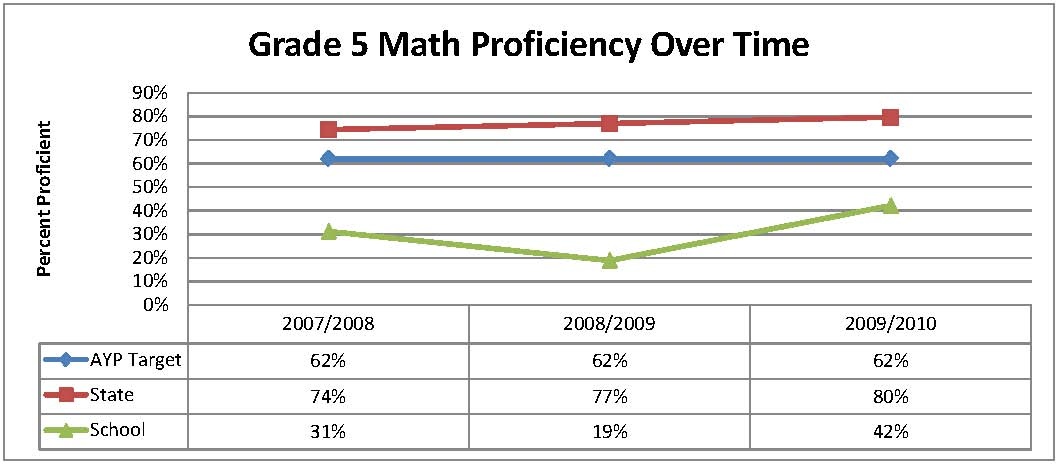 Grade 5 Math Proficiency Over Time
Percent Proficient
90%
80%
70%
60%
50%
40%
30%
20%
10%
0%
2007/2008 2008/2009 2009/2010
AYP Target 62% 62% 62%
State 74% 77% 80%
School 31% 19% 42%